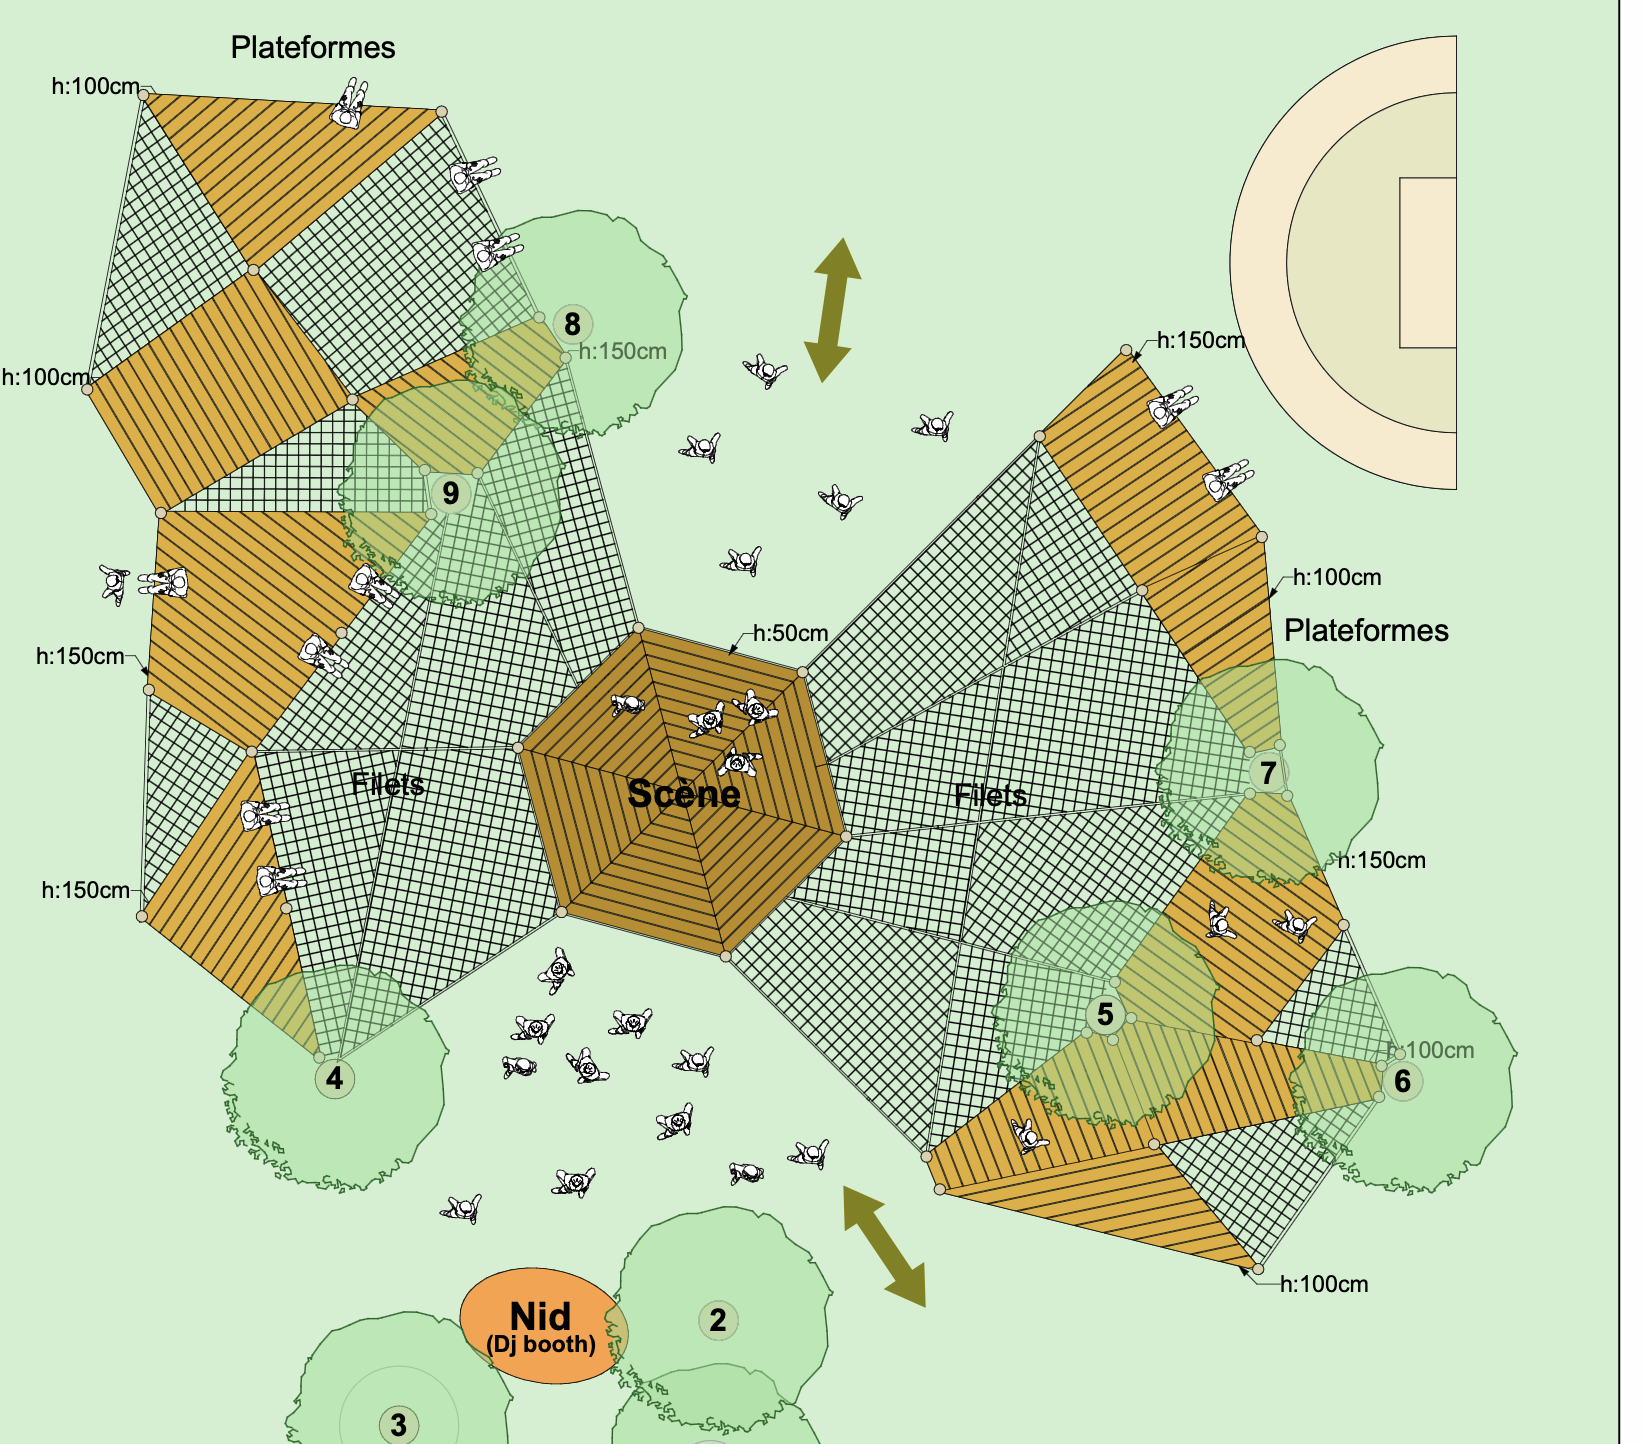 Plateformes
h:100cm
8
h:150cm
h:150cm
h:100cm
9
h:100cm
Plateformes
h:50cm
h:150cm
7
Filets
Scène
Filets
h:150cm
h:150cm
5
h:100cm
6
4
h:100cm
Nid
(Dj booth)
2
3